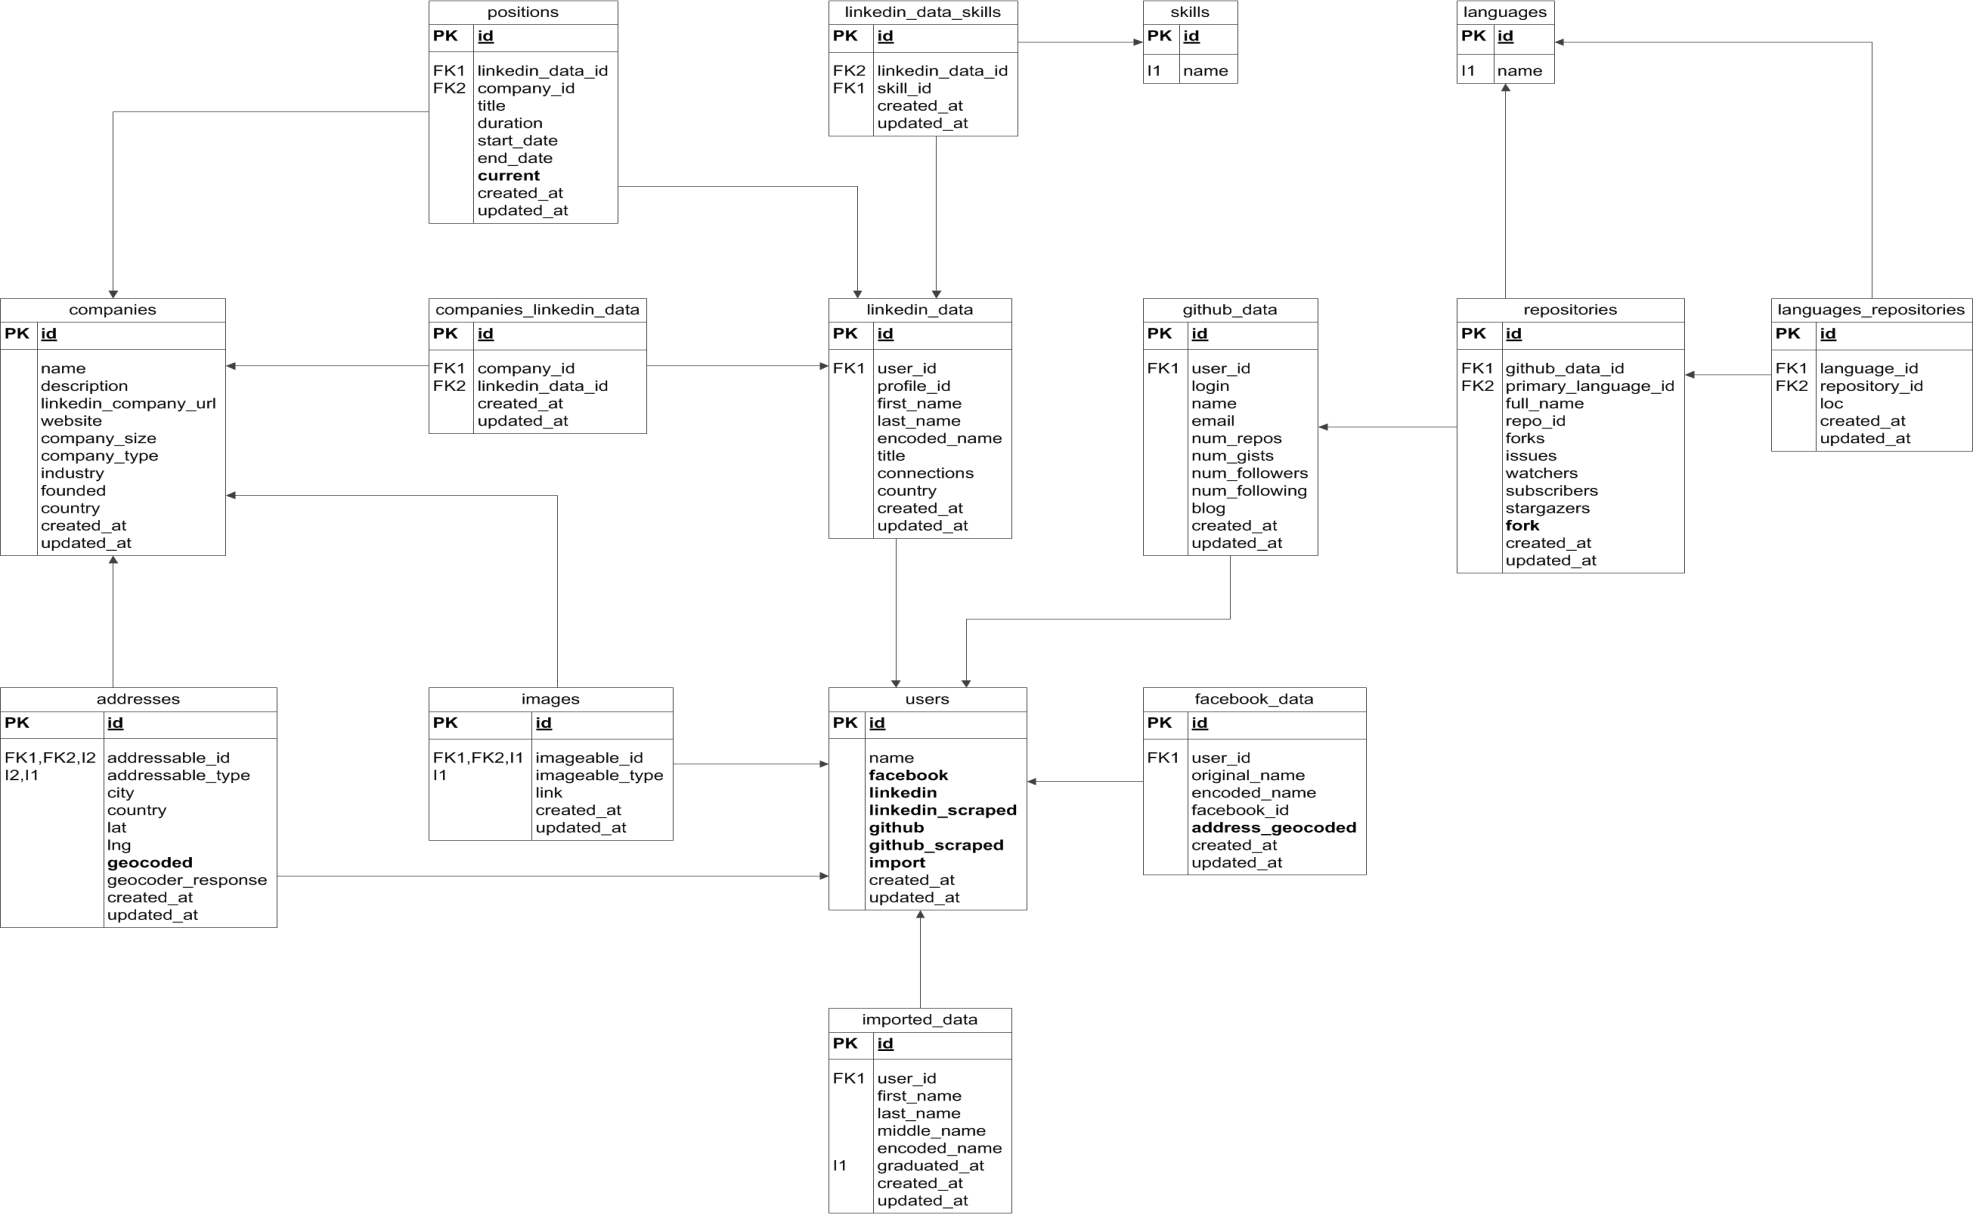 positions
PK id
FK1 linkedin_data_id
FK2 company_id
title
duration
start_date
end_date
current
created_at
updated_at
linkedin_data_skills
PK id
FK2 linkedin_data_id
FK1 skill_id
created_at
updated_at
skills
PK id
I1 name
languages
PK id
I1 name
companies
PK id
name
description
linkedin_company_url
website
company_size
company_type
industry
founded
country
created_at
updated_at
companies_linkedin_data
PK id
FK1 company_id
FK2 linkedin_data_id
created_at
updated_at
linkedin_data
PK id
FK1 user_id
profile_id
first_name
last_name
encoded_name
title
connections
country
created_at
updated_at
github_data
PK id
FK1 user_id
login
name
email
num_repos
num_gists
num_followers
num_following
blog
created_at
updated_at
repositories
PK id
FK1 github_data_id
FK2 primary_language_id
full_name
repo_id
forks
issues
watchers
subscribers
stargazers
fork
created_at
updated_at
languages_repositories
PK id
FK1 language_id
FK2 repository_id
loc
created_at
updated_at
addresses
PK id
FK1,FK2,I2 addressable_id
I2,I1 addressable_type
city
country
lat
lng
geocoded
geocoder_response
created_at
updated_at
images
PK id
FK1,FK2,I1 imageable_id
I1 imageable_type
link
created_at
updated_at
users
PK id
name
facebook
linkedin
linkedin_scraped
github
github_scraped
import
created_at
updated_at
facebook_data
PK id
FK1 user_id
original_name
encoded_name
facebook_id
address_geocoded
created_at
updated_at
imported_data
PK id
FK1 user_id
first_name
last_name
middle_name
encoded_name
I1 graduated_at
created_at
updated_at